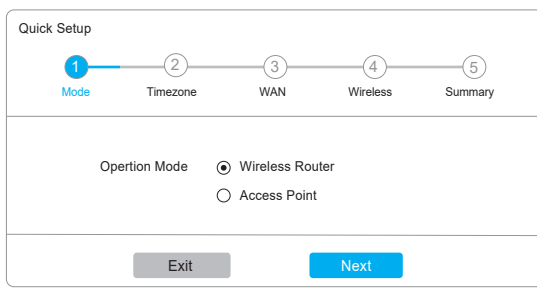 Quick Setup
1 2 3 4 5
Mode Timezone WAN Wireless Summary
Opertion Mode Wireless Router
Access Point
Exit Next